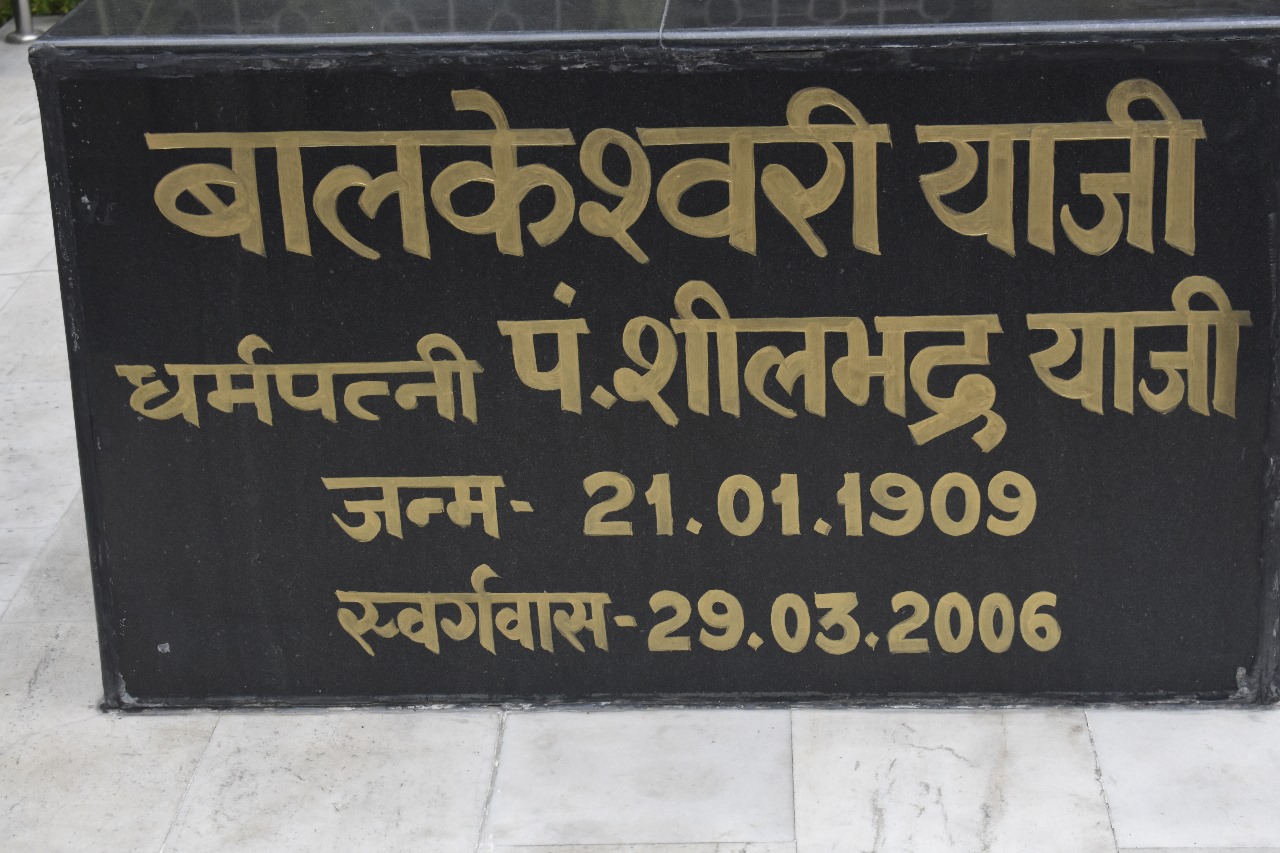 बालकेश्वरी याजी
धर्मपत्नी पं.शीलभद्र याजी
जन्म- 21.01.1909
स्वर्गवास-29.03.2006